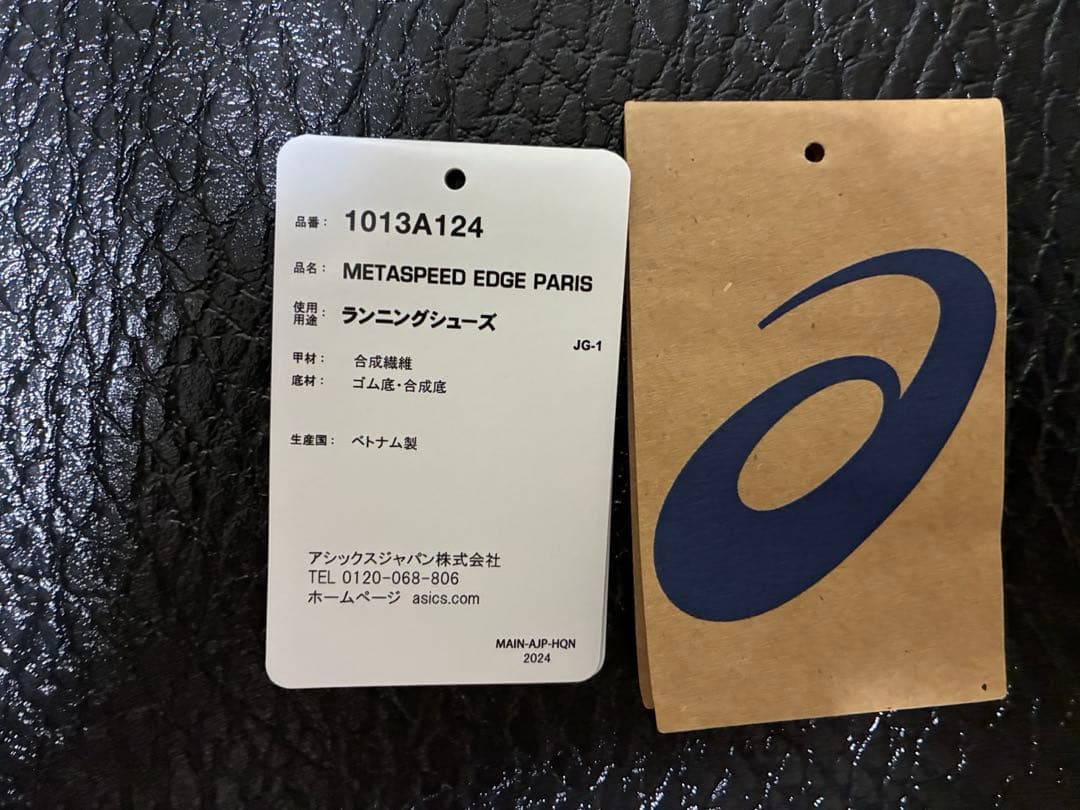 品番： 1013A124
品名： METASPEED EDGE PARIS
使用用途： ランニングシューズ
JG-1
甲材： 合成繊維
底材： ゴム底・合成底
生産国： ベトナム製
アシックスジャパン株式会社
TEL 0120-068-806
ホームページ asics.com
MAIN-AJP-HQN
2024